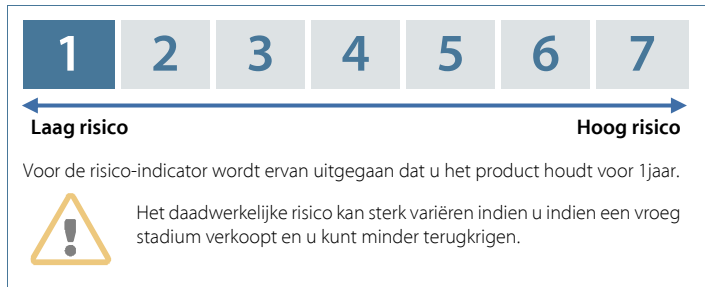 1 2 3 4 5 6 7
Laag risico Hoog risico
Voor de risico-indicator wordt ervan uitgegaan dat u het product houdt voor 1jaar.
Het daadwerkelijke risico kan sterk variëren indien u indien een vroeg
stadium verkoopt en u kunt minder terugkrigen.